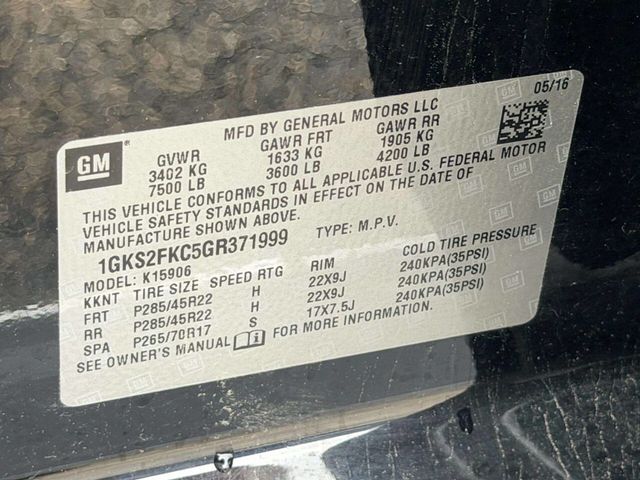 05/16
MFD BY GENERAL MOTORS LLC
GM ®
GVWR GAWR FRT GAWR RR
3402 KG 1633 KG 1905 KG
7500 LB 3600 LB 4200 LB
THIS VEHICLE CONFORMS TO ALL APPLICABLE U.S. FEDERAL MOTOR
VEHICLE SAFETY STANDARDS IN EFFECT ON THE DATE OF
MANUFACTURE SHOWN ABOVE.
1GKS2FKC5GR371999 TYPE: M.P.V.
MODEL: K15906
KKNT TIRE SIZE SPEED RTG RIM COLD TIRE PRESSURE
FRT P285/45R22 H 22X9J 240KPA(35PSI)
RR P285/45R22 H 22X9J 240KPA(35PSI)
SPA P265/70R17 S 17X7.5J 240KPA(35PSI)
SEE OWNER'S MANUAL FOR MORE INFORMATION.